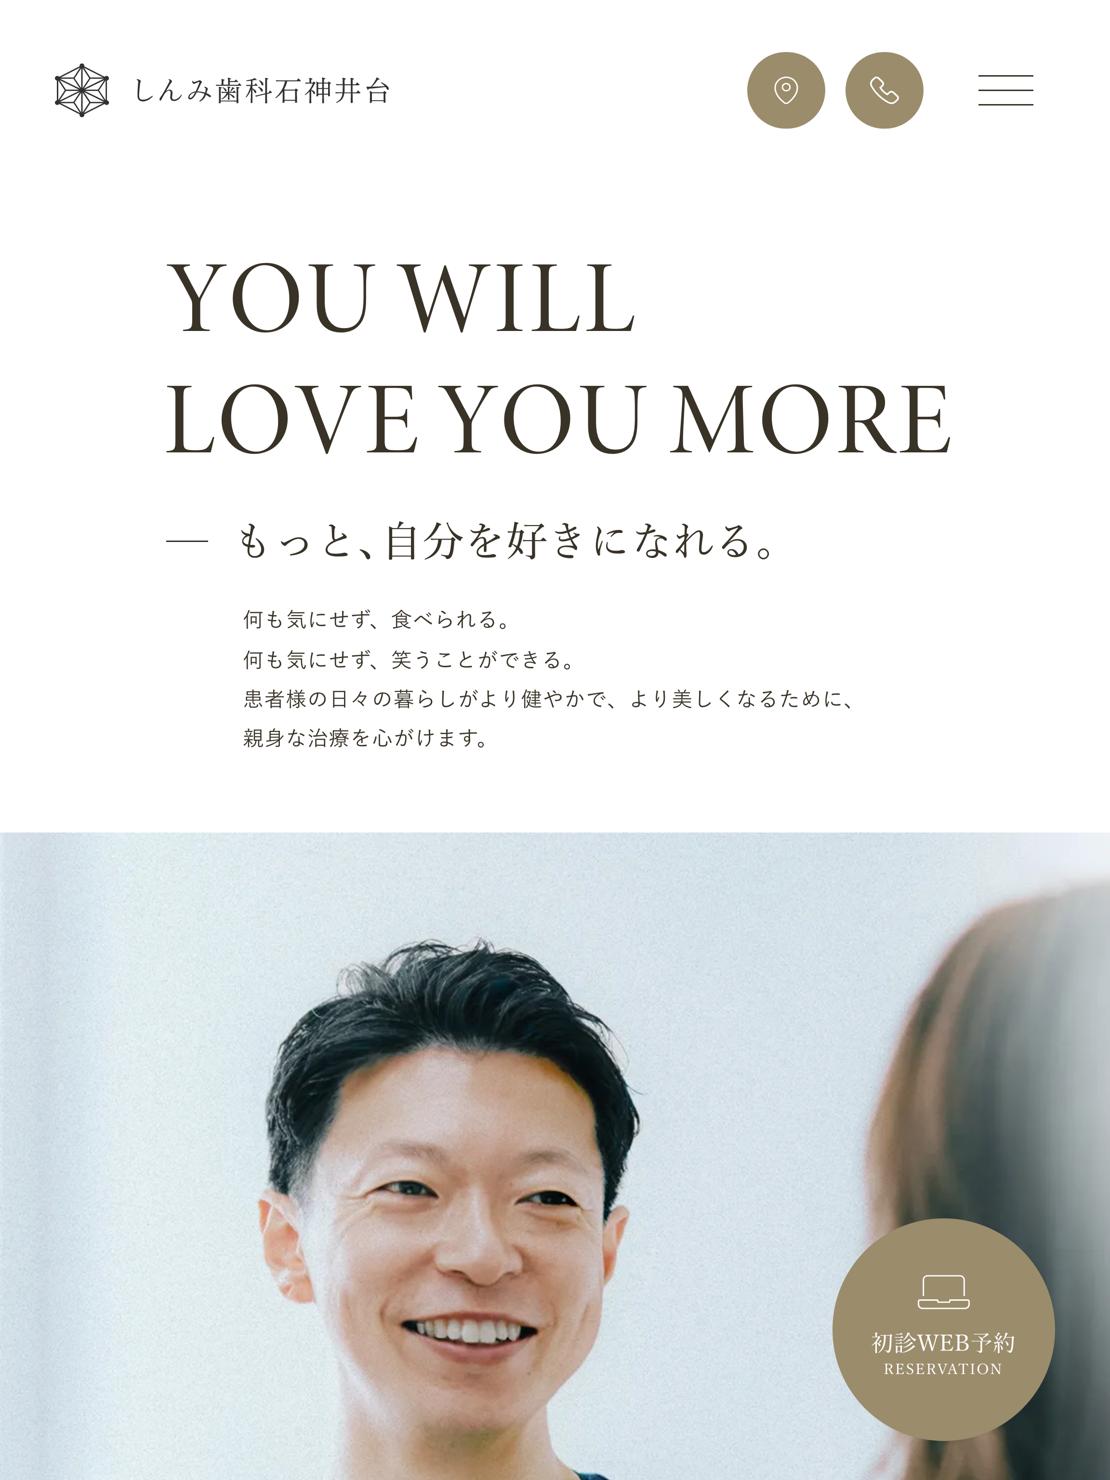 しんみ歯科石神井台
YOU WILL
LOVE YOU MORE
— もっと、自分を好きになれる。
何も気にせず、食べられる。
何も気にせず、笑うことができる。
患者様の日々の暮らしがより健やかで、より美しくなるために、
親身な治療を心がけます。
初診WEB予約
RESERVATION